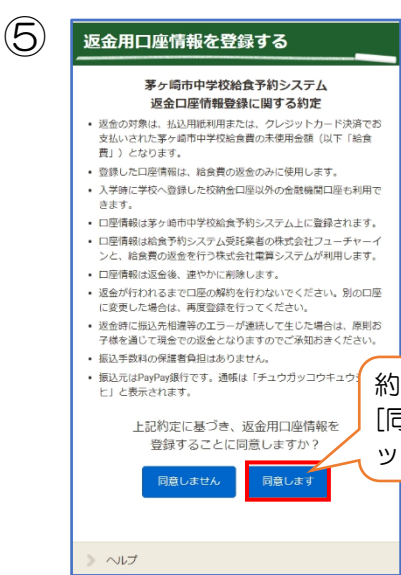 ⑤
返金用口座情報を登録する
茅ヶ崎市中学校給食予約システム
返金口座情報登録に関する約定
• 返金の対象は、払込用紙利用または、クレジットカード決済でお
支払いされた茅ヶ崎市中学校給食費の未使用金額（以下「給食
費」）となります。
• 登録した口座情報は、給食費の返金のみに使用します。
• 入学時に学校へ登録した校納金口座以外の金融機関口座も利用で
きます。
• 口座情報は茅ヶ崎市中学校給食予約システム上に登録されます。
• 口座情報は給食予約システム受託業者の株式会社フューチャーイ
ンと、給食費の返金を行う株式会社電算システムが利用します。
• 口座情報は返金後、速やかに削除します。
• 返金が行われるまで口座の解約を行わないでください。別の口座
に変更した場合は、再度登録を行ってください。
• 返金時に振込先相違等のエラーが連続して生じた場合は、原則お
子様を通じて現金での返金となりますのでご承知おきください。
• 振込手数料の保護者負担はありません。
• 振込元はPayPay銀行です。通帳は「チュウガッコウキュウシ
ヒ」と表示されます。
約
[同
ッ
上記約定に基づき、返金用口座情報を
登録することに同意しますか？
同意しません
同意します
ヘルプ